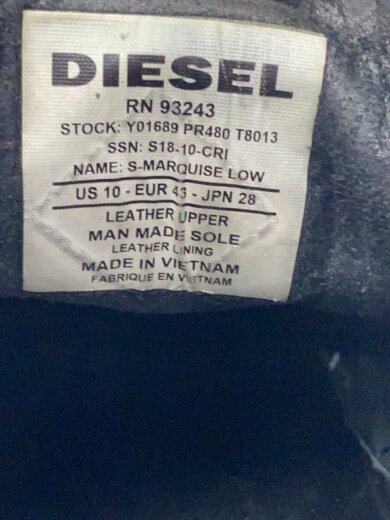 DIESEL
RN 93243
STOCK: Y01689 PR480 T8013
SSN: S18-10-CRI
NAME: S-MARQUISE LOW
US 10 - EUR 43 - JPN 28
LEATHER UPPER
MAN MADE SOLE
LEATHER LINING
MADE IN VIETNAM
FABRIQUE EN VIETNAM